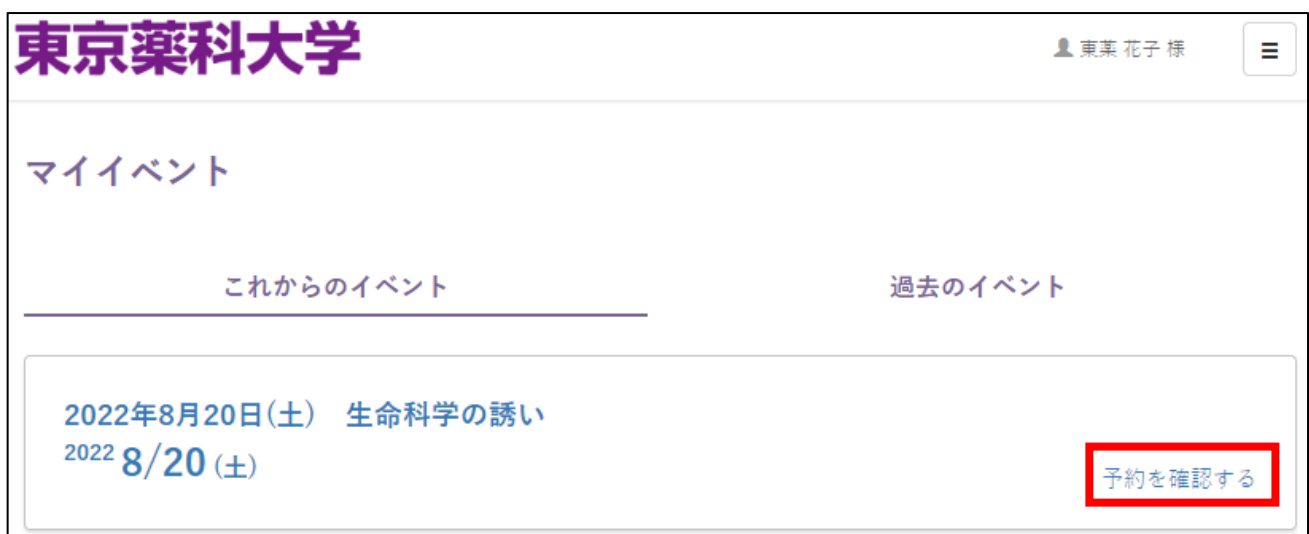 東京薬科大学
東薬 花子 様
マイイベント
これからのイベント
過去のイベント
2022年8月20日(土)　生命科学の誘い
2022 8/20 (土)
予約を確認する